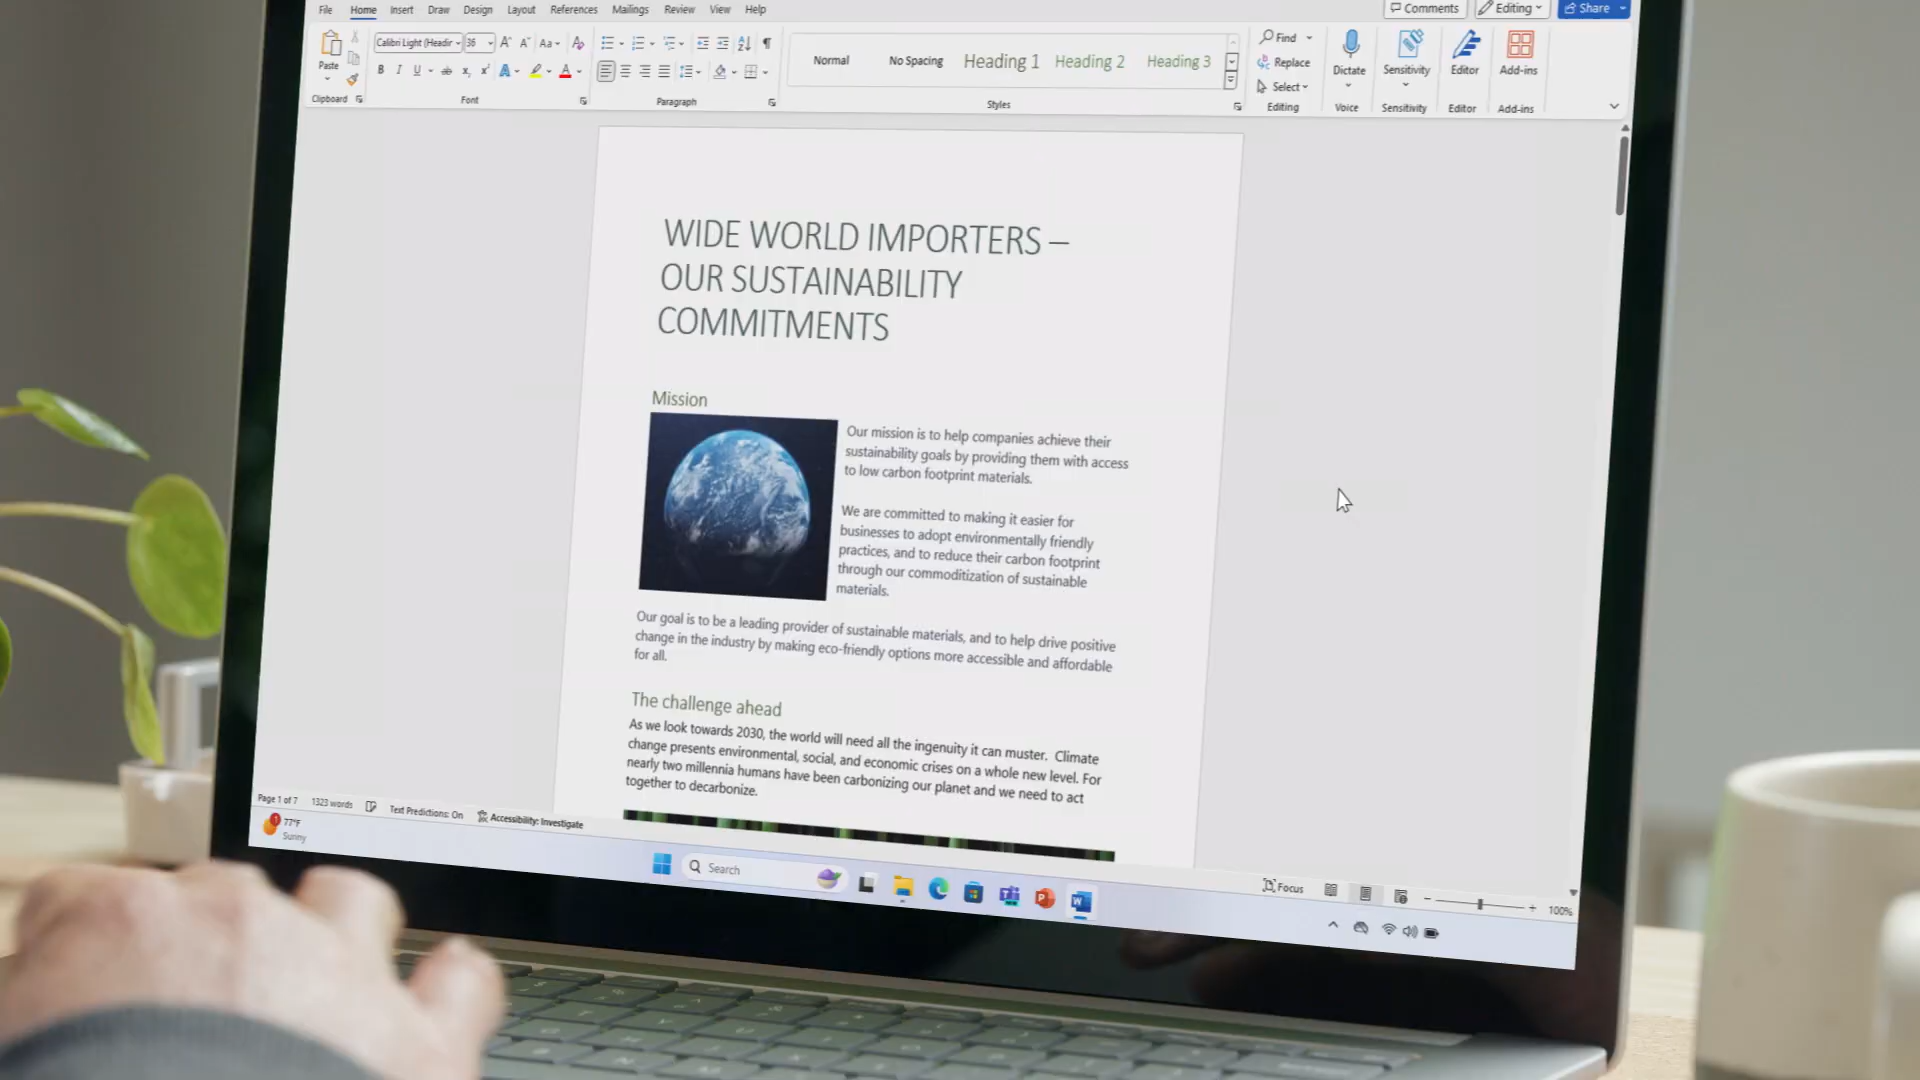 File Home Insert Draw Design Layout References Mailings Review View Help
Comments Editing Share
Calibri Light (Headir 36
Aa
Normal No Spacing Heading 1 Heading 2 Heading 3
Find
Replace
Select
Paste Dictate Sensitivity Editor Add-ins
Clipboard Font Paragraph Styles Editing Voice Sensitivity Editor Add-ins
WIDE WORLD IMPORTERS –
OUR SUSTAINABILITY
COMMITMENTS
Mission
Our mission is to help companies achieve their
sustainability goals by providing them with access
to low carbon footprint materials.
We are committed to making it easier for
businesses to adopt environmentally friendly
practices, and to reduce their carbon footprint
through our commoditization of sustainable
materials.
Our goal is to be a leading provider of sustainable materials, and to help drive positive
change in the industry by making eco-friendly options more accessible and affordable
for all.
The challenge ahead
As we look towards 2030, the world will need all the ingenuity it can muster. Climate
change presents environmental, social, and economic crises on a whole new level. For
nearly two millennia humans have been carbonizing our planet and we need to act
together to decarbonize.
Page 1 of 7 1323 words Text Predictions: On Accessibility: Investigate
Focus 100%
77°F
Sunny
Search